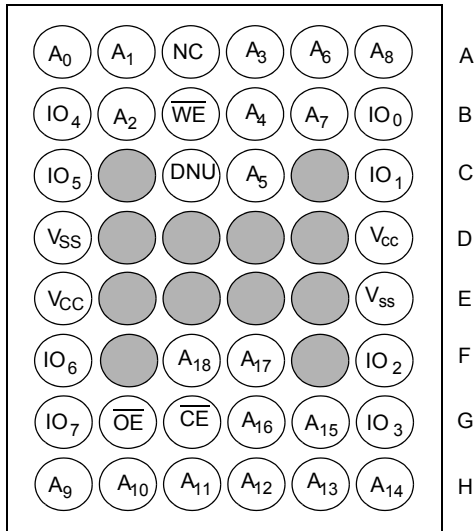 A0 A1 NC A3 A6 A8 A
IO4 A2 WE A4 A7 IO0 B
IO5 DNU A5 IO1 C
VSS Vcc D
VCC Vss E
IO6 A18 A17 IO2 F
IO7 OE CE A16 A15 IO3 G
A9 A10 A11 A12 A13 A14 H